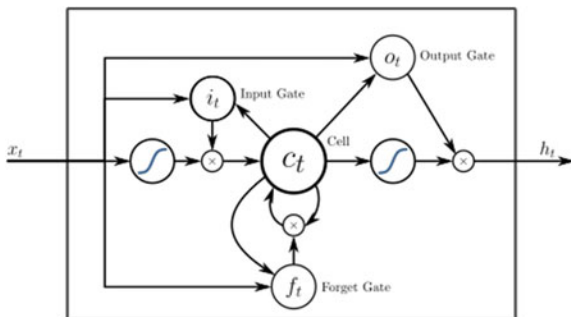 o_t Output Gate
i_t Input Gate
x_t
×
c_t
Cell
×
h_t
×
f_t Forget Gate